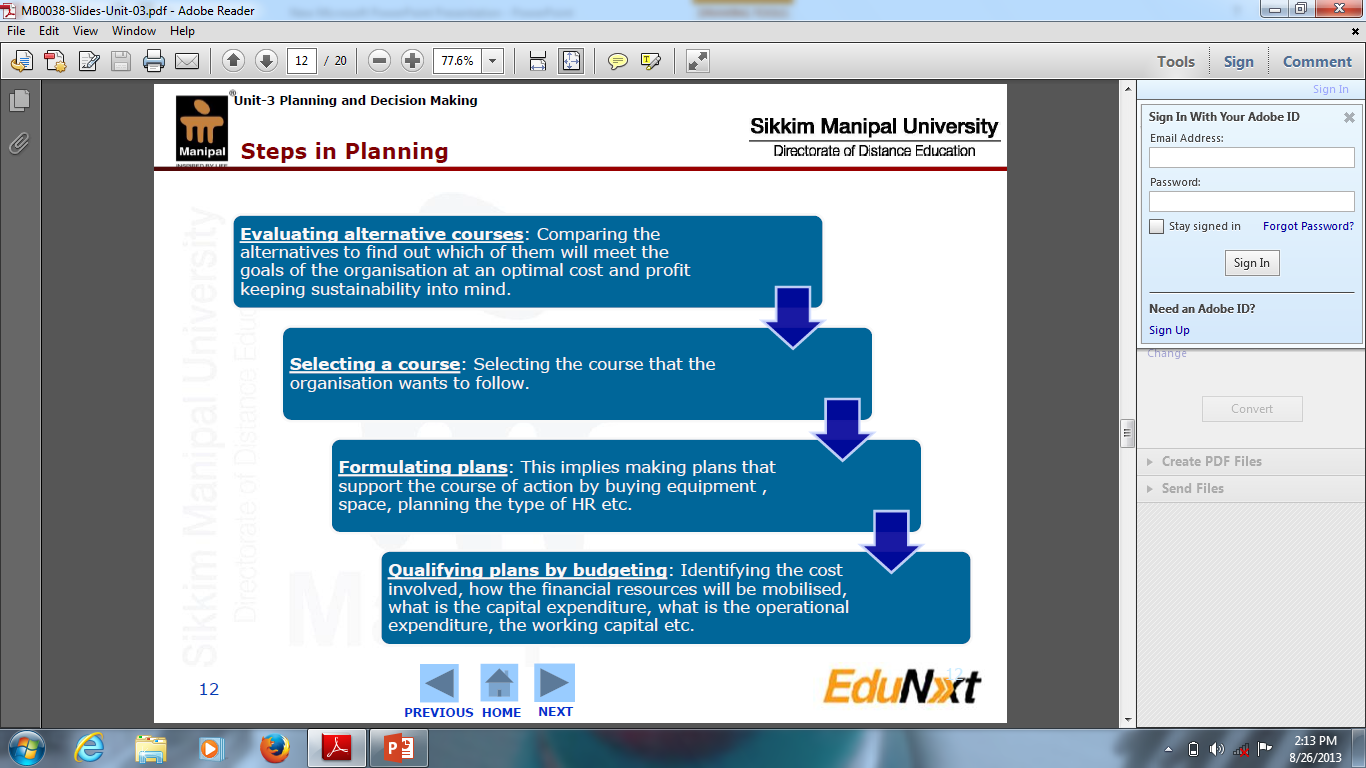 MB0038-Slides-Unit-03.pdf - Adobe Reader
File Edit View Window Help
12 / 20 77.6% Tools Sign Comment
Sign In
Sign In With Your Adobe ID
Email Address:
Password:
Stay signed in Forgot Password?
Sign In
Need an Adobe ID?
Sign Up
Change
Convert
Create PDF Files
Send Files
®Unit-3 Planning and Decision Making
Manipal
INSPIRED BY LIFE
Steps in Planning
Sikkim Manipal University
Directorate of Distance Education
Sikkim Manipal University
Evaluating alternative courses: Comparing the
alternatives to find out which of them will meet the
goals of the organisation at an optimal cost and profit
keeping sustainability into mind.
Selecting a course: Selecting the course that the
organisation wants to follow.
Formulating plans: This implies making plans that
support the course of action by buying equipment ,
space, planning the type of HR etc.
Qualifying plans by budgeting: Identifying the cost
involved, how the financial resources will be mobilised,
what is the capital expenditure, what is the operational
expenditure, the working capital etc.
12
PREVIOUS HOME NEXT
12
EduNxt
2:13 PM
8/26/2013